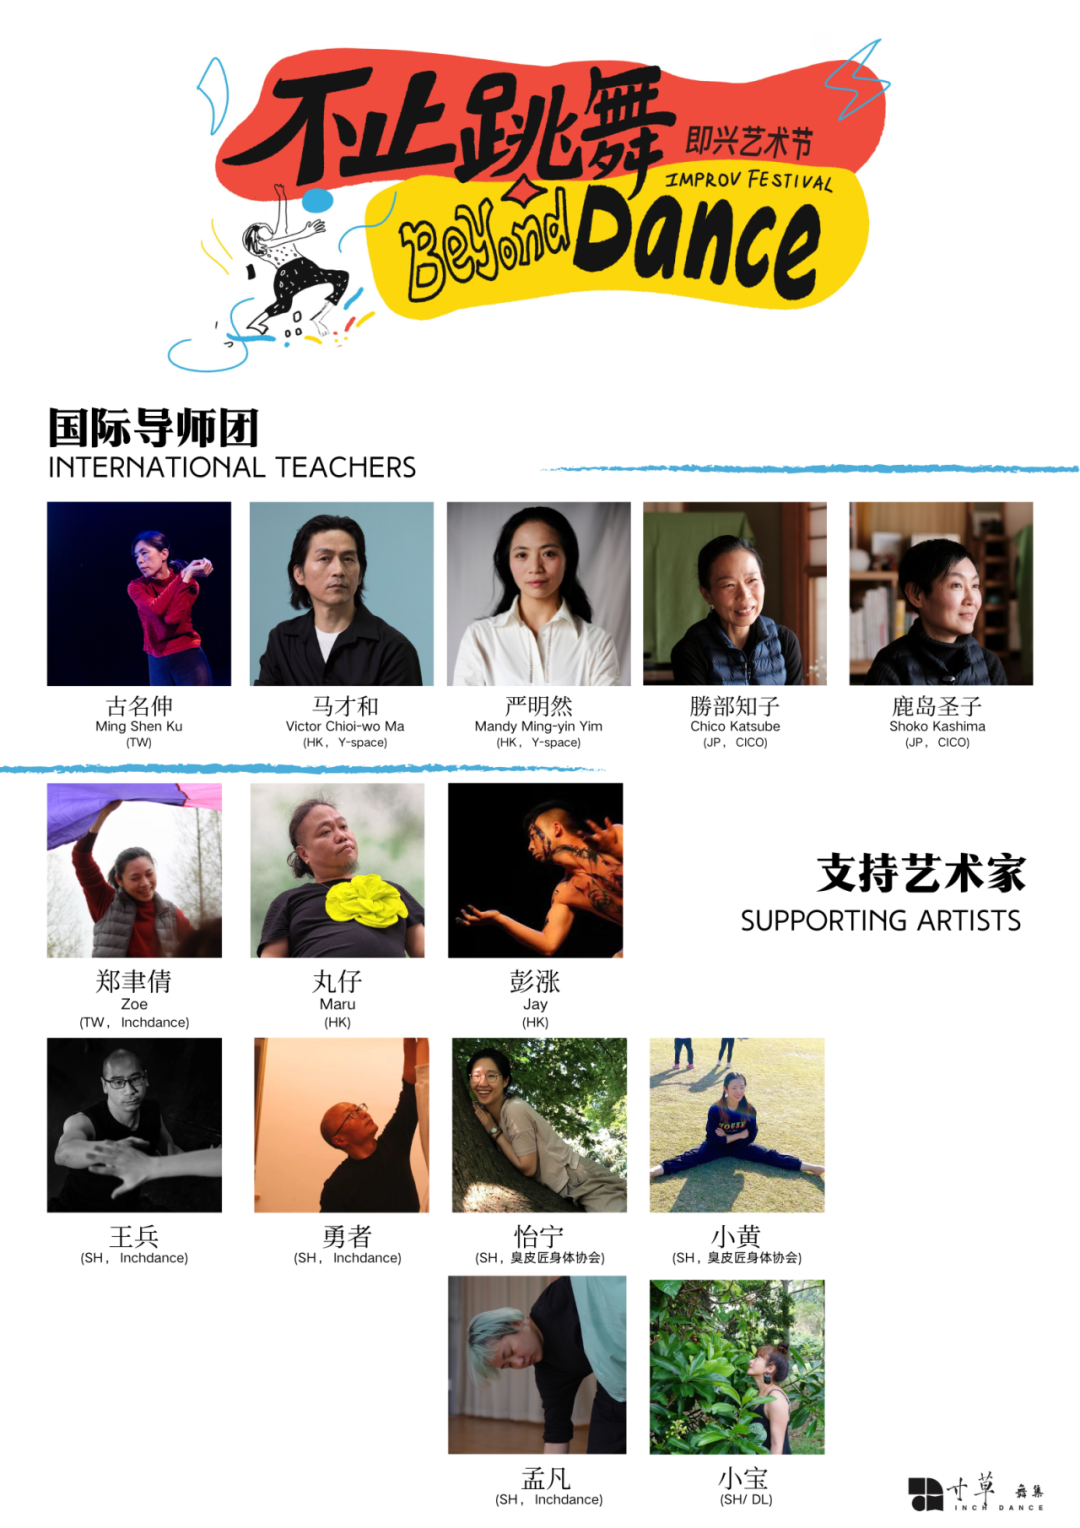 不止跳舞
即兴艺术节
IMPROV FESTIVAL
BeYond Dance
国际导师团
INTERNATIONAL TEACHERS
古名伸
Ming Shen Ku
(TW)
马才和
Victor Chioi-wo Ma
(HK, Y-space)
严明然
Mandy Ming-yin Yim
(HK, Y-space)
勝部知子
Chico Katsube
(JP, CICO)
鹿岛圣子
Shoko Kashima
(JP, CICO)
支持艺术家
SUPPORTING ARTISTS
郑聿倩
Zoe
(TW, Inchdance)
丸仔
Maru
(HK)
彭涨
Jay
(HK)
王兵
(SH, Inchdance)
勇者
(SH, Inchdance)
怡宁
(SH, 臭皮匠身体协会)
小黄
(SH, 臭皮匠身体协会)
孟凡
(SH, Inchdance)
小宝
(SH/ DL)
寸草 舞集
INCH DANCE